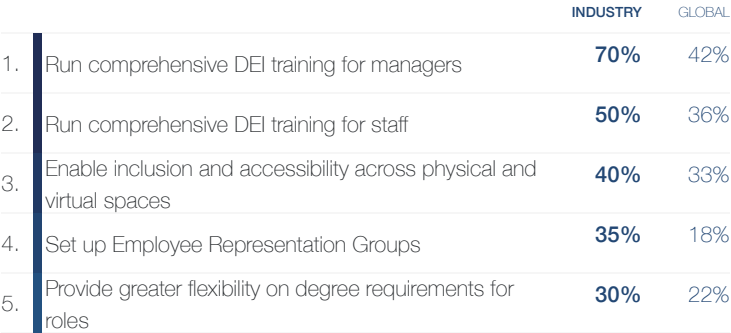 INDUSTRY GLOBAL
1. Run comprehensive DEI training for managers 70% 42%
2. Run comprehensive DEI training for staff 50% 36%
3. Enable inclusion and accessibility across physical and
virtual spaces 40% 33%
4. Set up Employee Representation Groups 35% 18%
5. Provide greater flexibility on degree requirements for
roles 30% 22%